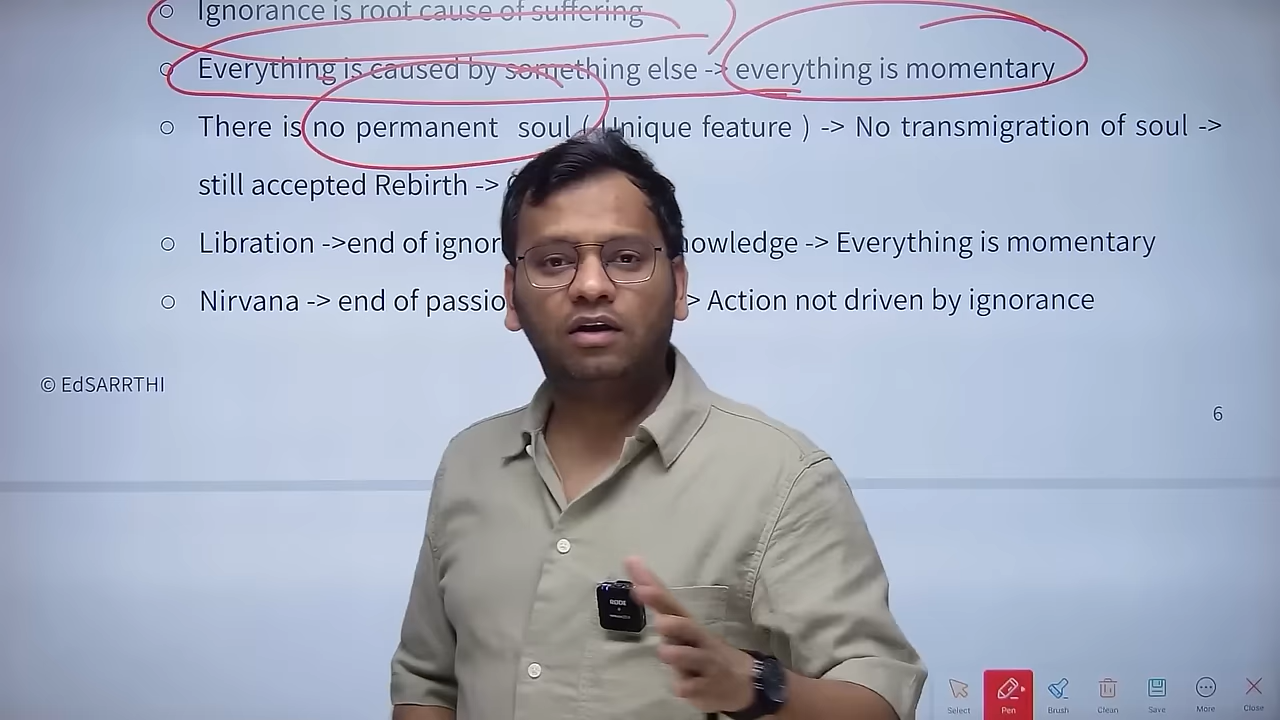 Ignorance is root cause of suffering
Everything is caused by something else -> everything is momentary
There is no permanent soul ( Unique feature ) -> No transmigration of soul ->
still accepted Rebirth ->
Libration ->end of ignor nowledge -> Everything is momentary
Nirvana -> end of passio > Action not driven by ignorance
© EdSARRTHI
6
RODE
Select Pen Brush Clean Save More Close